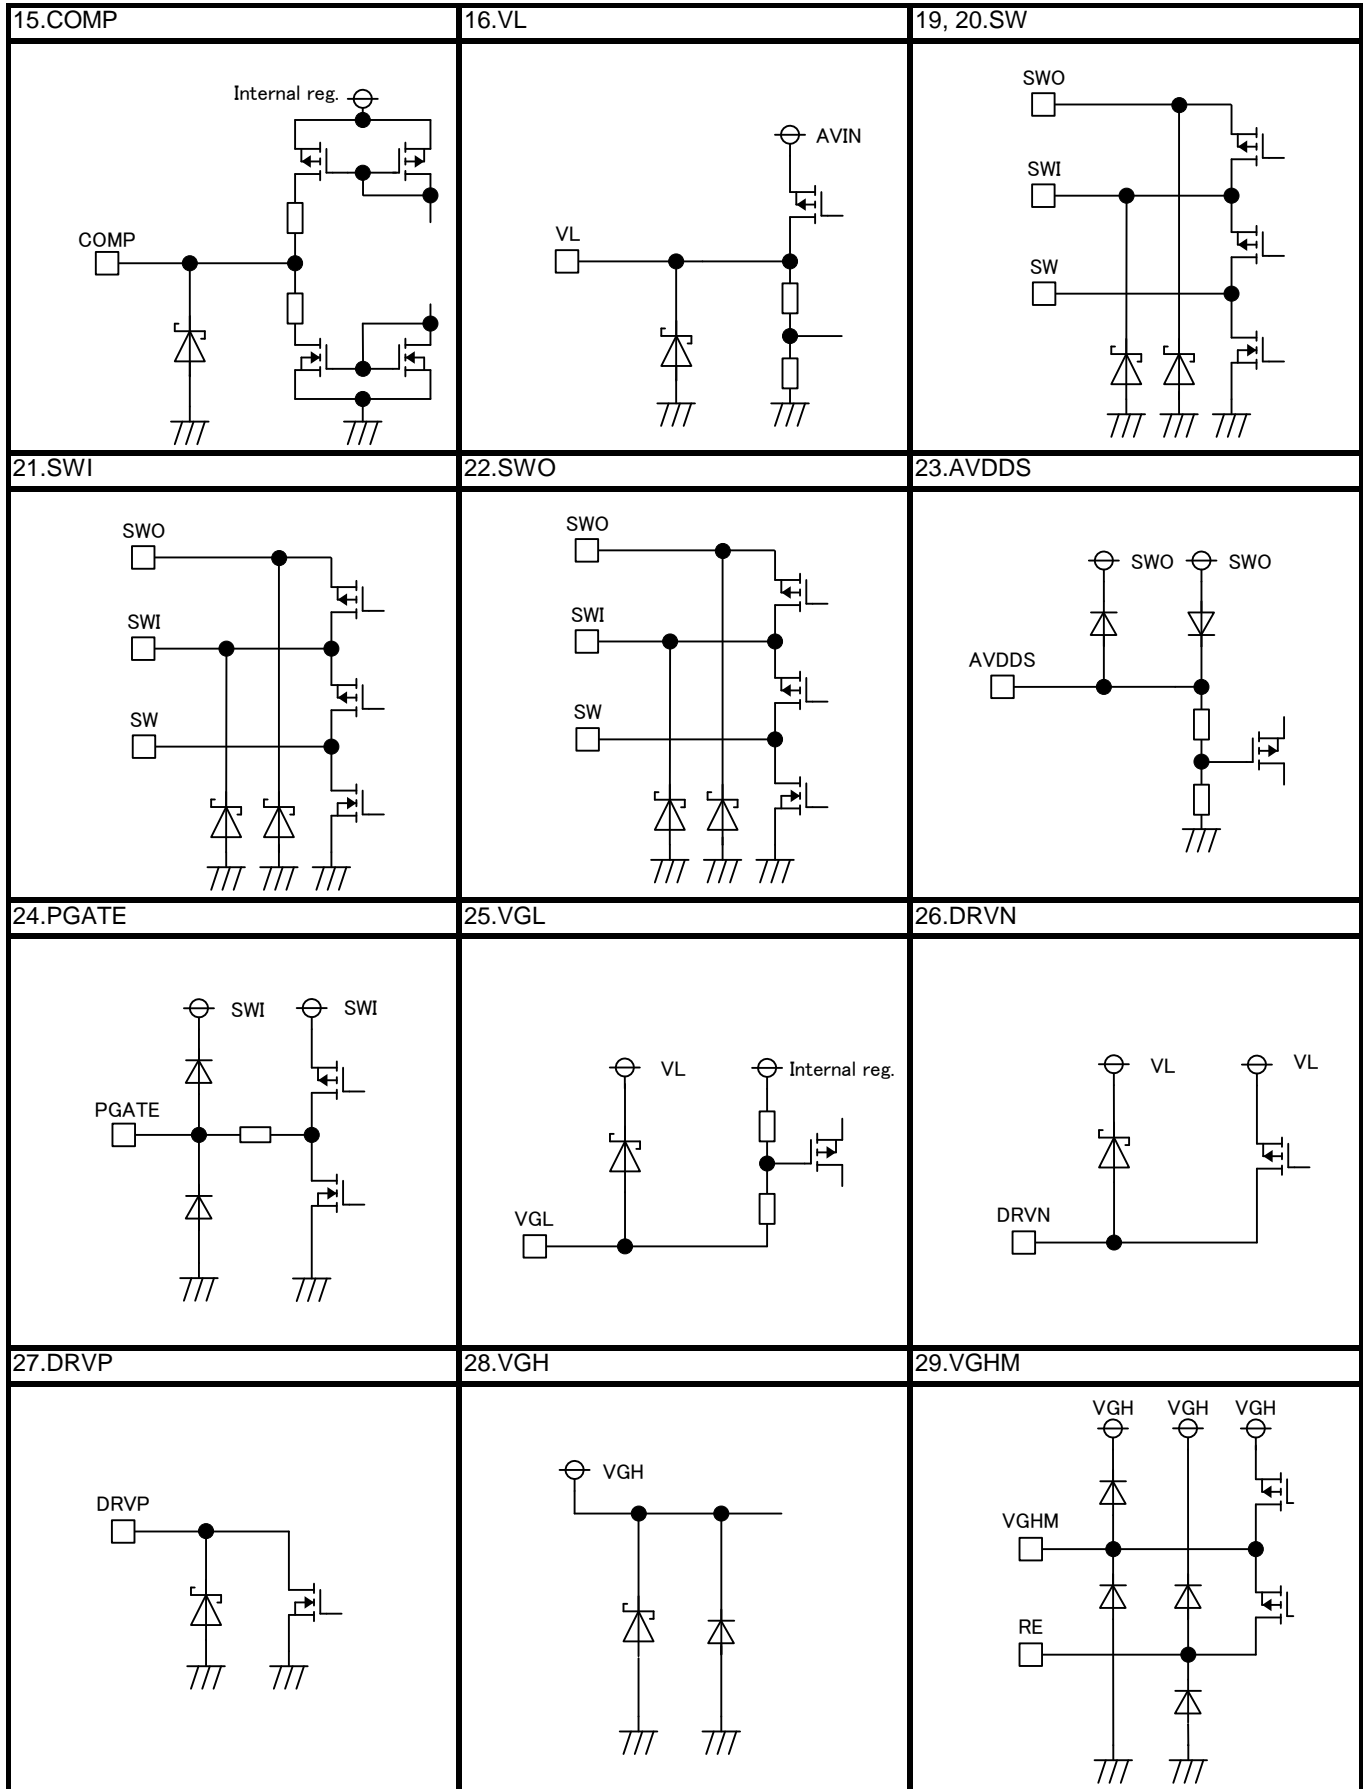 15.COMP
16.VL
19, 20.SW
Internal reg.
COMP
AVIN
VL
SWO
SWI
SW
21.SWI
22.SWO
23.AVDDS
SWO
SWI
SW
SWO
SWI
SW
SWO
SWO
AVDDS
24.PGATE
25.VGL
26.DRVN
SWI
SWI
PGATE
VL
Internal reg.
VGL
VL
VL
DRVN
27.DRVP
28.VGH
29.VGHM
DRVP
VGH
VGH
VGH
VGH
VGHM
RE